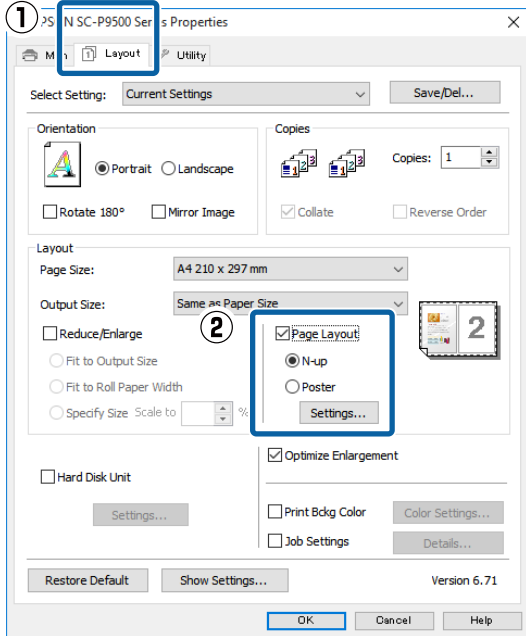 1
PSON SC-P9500 Series Properties
Main Layout Utility
Select Setting: Current Settings Save/Del...
Orientation Copies
Portrait Landscape Copies: 1
Rotate 180° Mirror Image Collate Reverse Order
Layout
Page Size: A4 210 x 297 mm
Output Size: Same as Paper Size
2
Reduce/Enlarge Page Layout
Fit to Output Size N-up
Fit to Roll Paper Width Poster
Specify Size Scale to % Settings...
2
Optimize Enlargement
Hard Disk Unit
Settings... Print Bckg Color Color Settings...
Job Settings Details...
Restore Default Show Settings... Version 6.71
OK Cancel Help